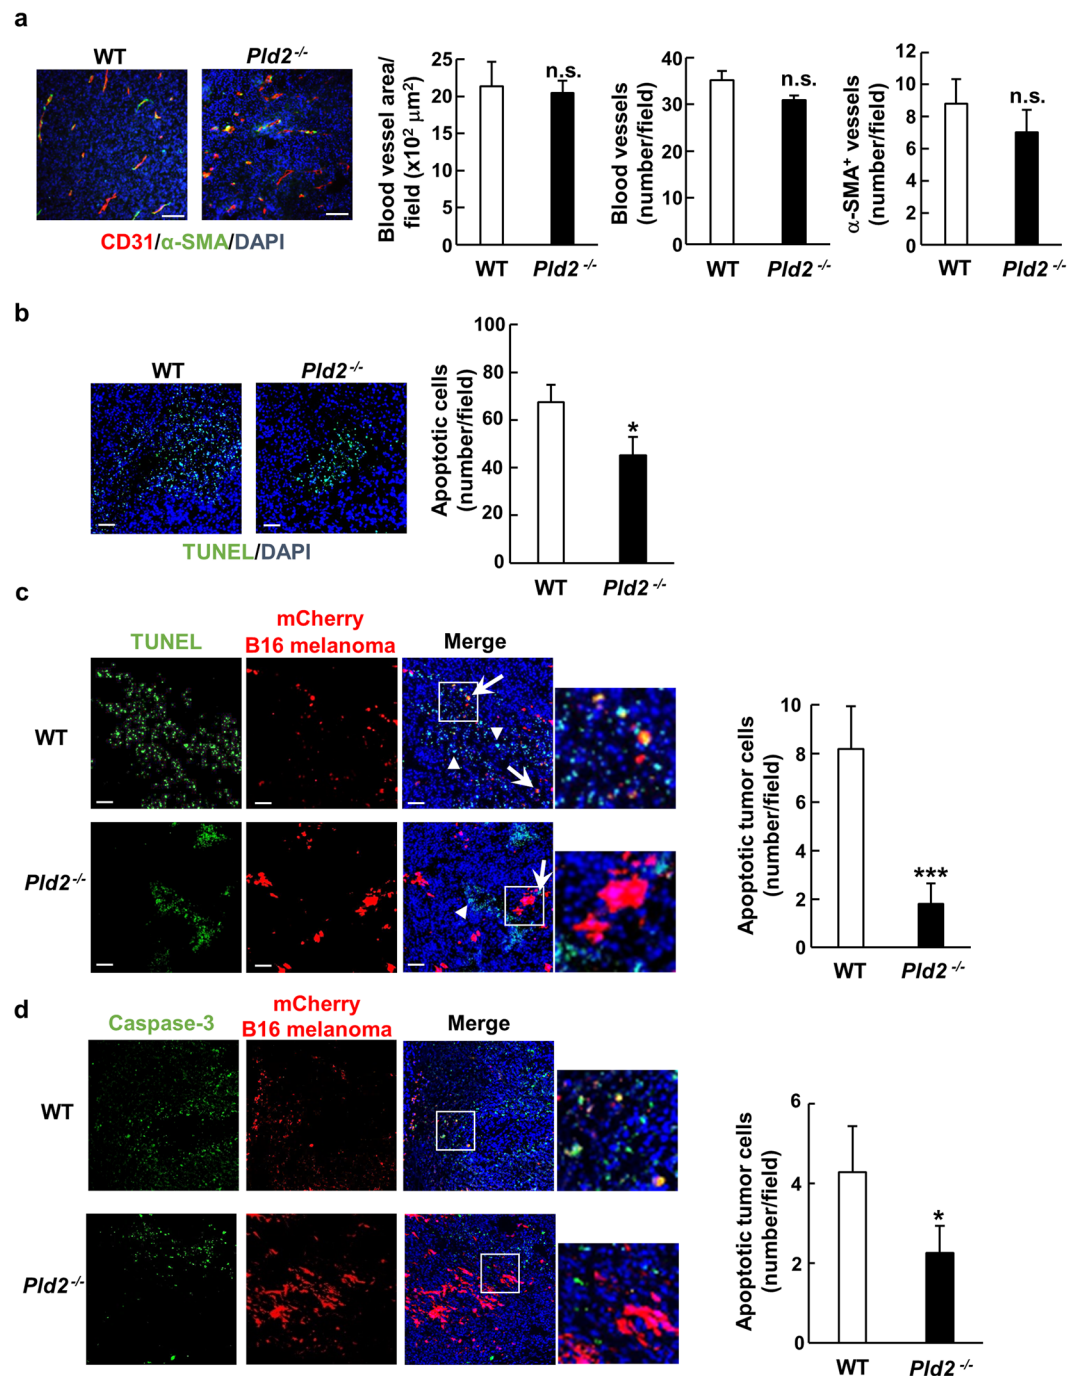 a
WT
Pld2 -/-
CD31/α-SMA/DAPI
Blood vessel area/
field (x10² µm²)
25
20
15
10
5
0
n.s.
WT
Pld2 -/-
Blood vessels
(number/field)
40
30
20
10
0
n.s.
WT
Pld2 -/-
α-SMA⁺ vessels
(number/field)
12
10
8
6
4
2
0
n.s.
WT
Pld2 -/-
b
WT
Pld2 -/-
TUNEL/DAPI
Apoptotic cells
(number/field)
100
80
60
40
20
0
*
WT
Pld2 -/-
c
TUNEL
mCherry
B16 melanoma
Merge
WT
Pld2 -/-
Apoptotic tumor cells
(number/field)
10
8
6
4
2
0
***
WT
Pld2 -/-
d
Caspase-3
mCherry
B16 melanoma
Merge
WT
Pld2 -/-
Apoptotic tumor cells
(number/field)
6
4
2
0
*
WT
Pld2 -/-